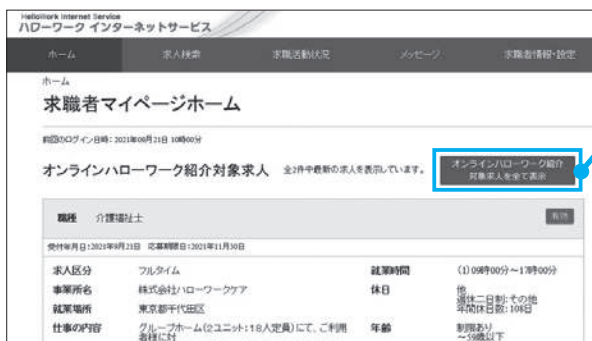 HelloWork Internet Service
ハローワーク インターネットサービス
ホーム 求人検索 求職活動状況 メッセージ 求職者情報・設定
ホーム
求職者マイページホーム
前回のログイン日時：2021年09月21日 10時00分
オンラインハローワーク紹介対象求人 全2件中最新の求人を表示しています。 オンラインハローワーク紹介
対象求人を全て表示
職種 介護福祉士 有効
受付年月日：2021年9月21日 応募期限日：2021年11月30日
求人区分 フルタイム 就業時間 (1)09時00分～17時00分
事業所名 株式会社ハローワークケア 休日 他
週休二日制：その他
年間休日数：108日
就業場所 東京都千代田区
仕事の内容 グループホーム(2ユニット：18人定員)にて、ご利用 年齢 制限あり
者様に対 ～59歳以下